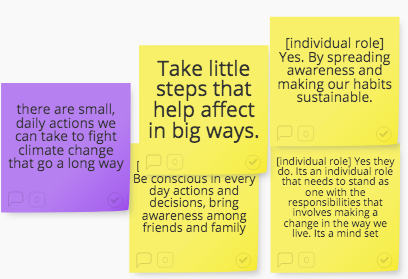 there are small,
daily actions we
can take to fight
climate change
that go a long way
Take little
steps that
help affect
in big ways.
[individual role]
Yes. By spreading
awareness and
making our habits
sustainable.
[
Be conscious in every
day actions and
decisions, bring
awareness among
friends and family
[individual role] Yes they
do. Its an individual role
that needs to stand as
one with the
responsibilities that
involves making a
change in the way we
live. Its a mind set